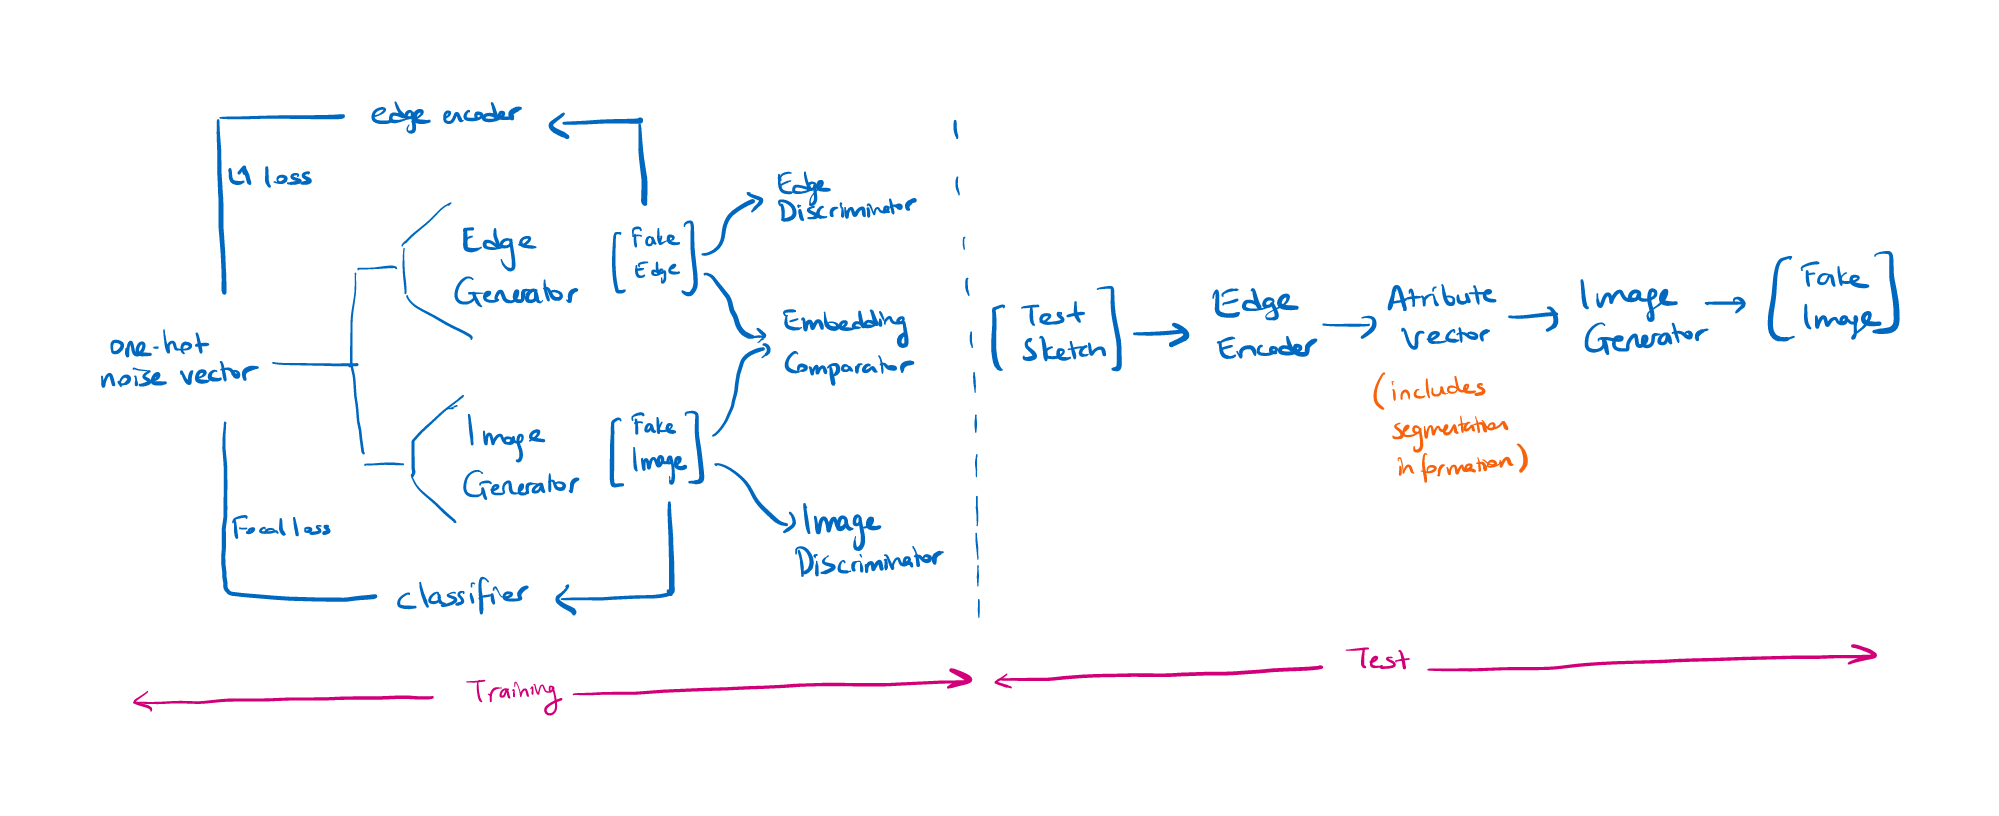 edge encoder
L1 loss
Edge
Generator
Fake
Edge
Edge
Discriminator
one-hot
noise vector
Embedding
Comparator
Image
Generator
Fake
Image
Focal loss
Image
Discriminator
classifier
Training
Test
Sketch
Edge
Encoder
Atribute
Vector
(includes
segmentation
information)
Image
Generator
Fake
Image
Test